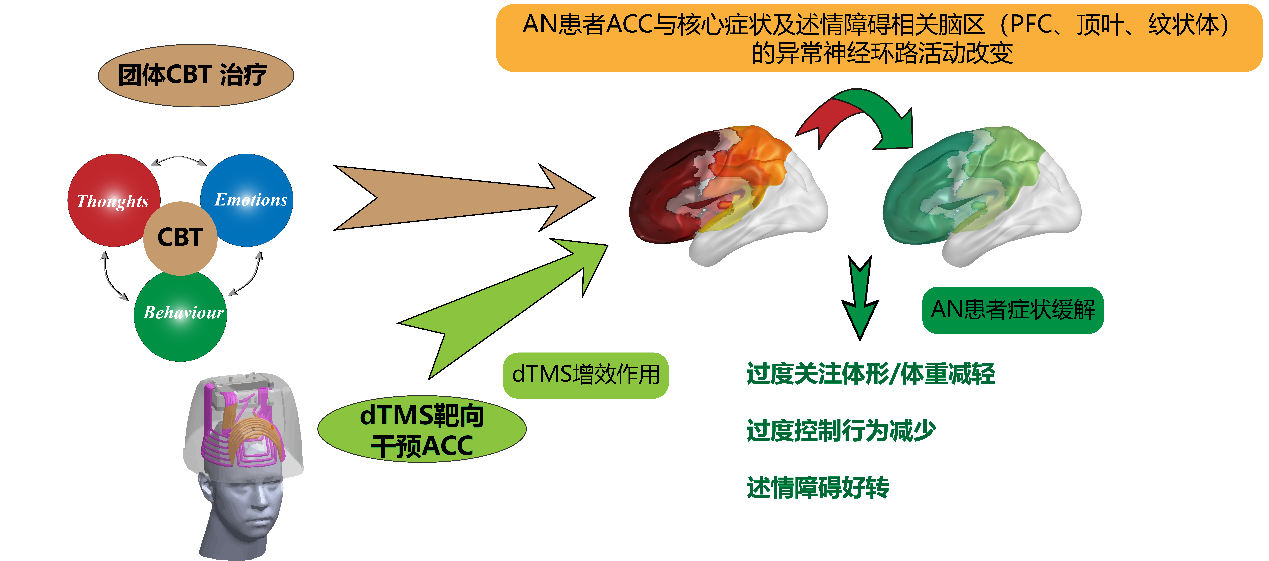 AN患者ACC与核心症状及述情障碍相关脑区（PFC、顶叶、纹状体）
的异常神经环路活动改变
团体CBT 治疗
Thonghts
Emotions
CBT
Behaviour
AN患者症状缓解
dTMS增效作用
dTMS靶向
干预ACC
过度关注体形/体重减轻
过度控制行为减少
述情障碍好转